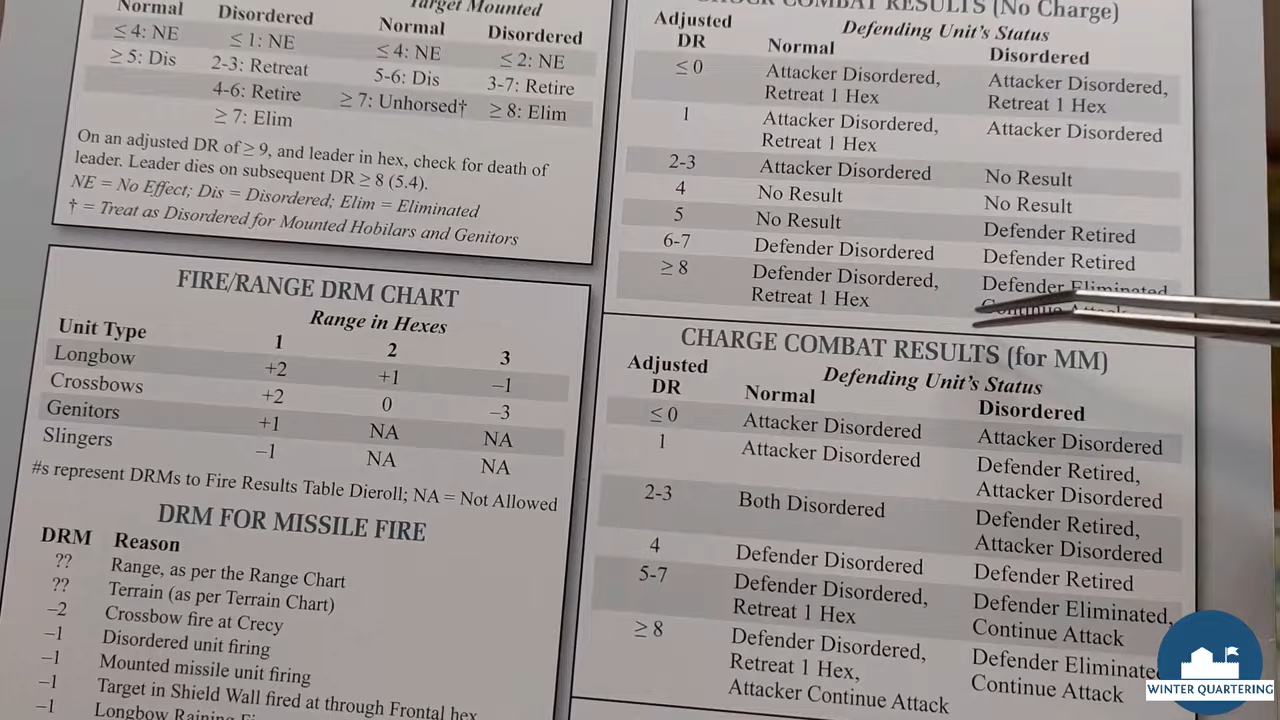 Target Mounted
Normal Disordered Normal Disordered
≤ 4: NE ≤ 1: NE ≤ 4: NE ≤ 2: NE
≥ 5: Dis 2-3: Retreat 5-6: Dis 3-7: Retire
4-6: Retire ≥ 7: Unhorsed† ≥ 8: Elim
≥ 7: Elim
On an adjusted DR of ≥ 9, and leader in hex, check for death of
leader. Leader dies on subsequent DR ≥ 8 (5.4).
NE = No Effect; Dis = Disordered; Elim = Eliminated
† = Treat as Disordered for Mounted Hobilars and Genitors
FIRE/RANGE DRM CHART
Range in Hexes
Unit Type 1 2 3
Longbow +2 +1 –1
Crossbows +2 0 –3
Genitors +1 NA NA
Slingers –1 NA NA
#s represent DRMs to Fire Results Table Dieroll; NA = Not Allowed
DRM FOR MISSILE FIRE
DRM Reason
?? Range, as per the Range Chart
?? Terrain (as per Terrain Chart)
–2 Crossbow fire at Crecy
–1 Disordered unit firing
–1 Mounted missile unit firing
–1 Target in Shield Wall fired at through Frontal hex
–1 Longbow Raining
COMBAT RESULTS (No Charge)
Adjusted Defending Unit's Status
DR Normal Disordered
≤ 0 Attacker Disordered, Attacker Disordered,
Retreat 1 Hex Retreat 1 Hex
1 Attacker Disordered, Attacker Disordered
Retreat 1 Hex
2-3 Attacker Disordered No Result
4 No Result No Result
5 No Result Defender Retired
6-7 Defender Disordered Defender Retired
≥ 8 Defender Disordered, Defender Eliminated
Retreat 1 Hex Continue Attack
CHARGE COMBAT RESULTS (for MM)
Adjusted Defending Unit's Status
DR Normal Disordered
≤ 0 Attacker Disordered Attacker Disordered
1 Attacker Disordered Defender Retired,
Attacker Disordered
2-3 Both Disordered Defender Retired,
Attacker Disordered
4 Defender Disordered Defender Retired
5-7 Defender Disordered, Defender Eliminated,
Retreat 1 Hex Continue Attack
≥ 8 Defender Disordered, Defender Eliminated
Retreat 1 Hex, Continue Attack
Attacker Continue Attack
WINTER QUARTERING